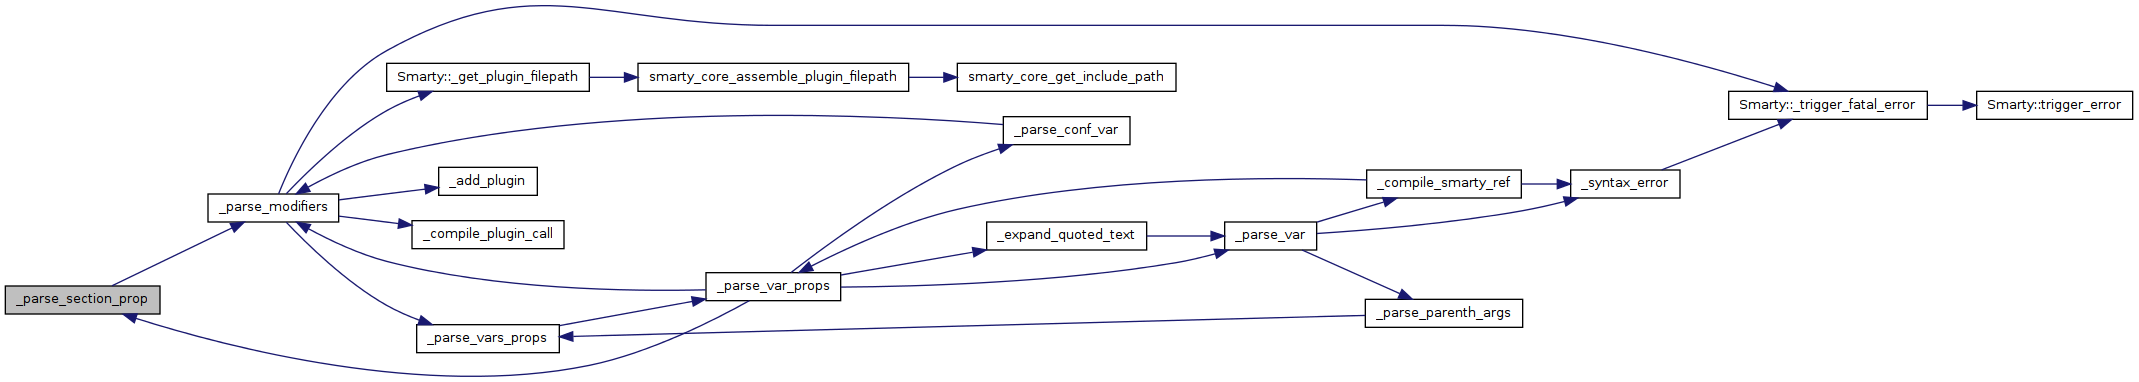 Smarty::_get_plugin_filepath
smarty_core_assemble_plugin_filepath
smarty_core_get_include_path
Smarty::_trigger_fatal_error
Smarty::trigger_error
_parse_conf_var
_add_plugin
_compile_smarty_ref
_syntax_error
_parse_modifiers
_compile_plugin_call
_expand_quoted_text
_parse_var
_parse_section_prop
_parse_var_props
_parse_parenth_args
_parse_vars_props